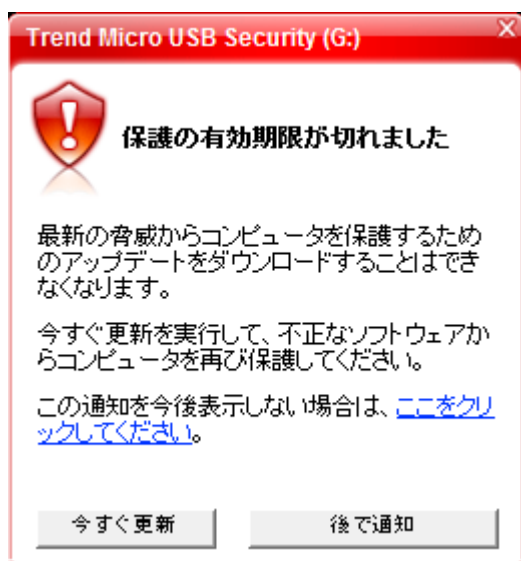 Trend Micro USB Security (G:)
保護の有効期限が切れました
最新の脅威からコンピュータを保護するため
のアップデートをダウンロードすることはでき
なくなります。
今すぐ更新を実行して、不正なソフトウェアか
らコンピュータを再び保護してください。
この通知を今後表示しない場合は、ここをクリ
ックしてください。
今すぐ更新
後で通知